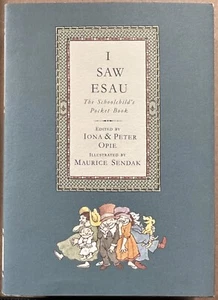 I
SAW
ESAU
The Schoolchild's
Pocket Book
EDITED BY
IONA & PETER
OPIE
ILLUSTRATED BY
MAURICE SENDAK